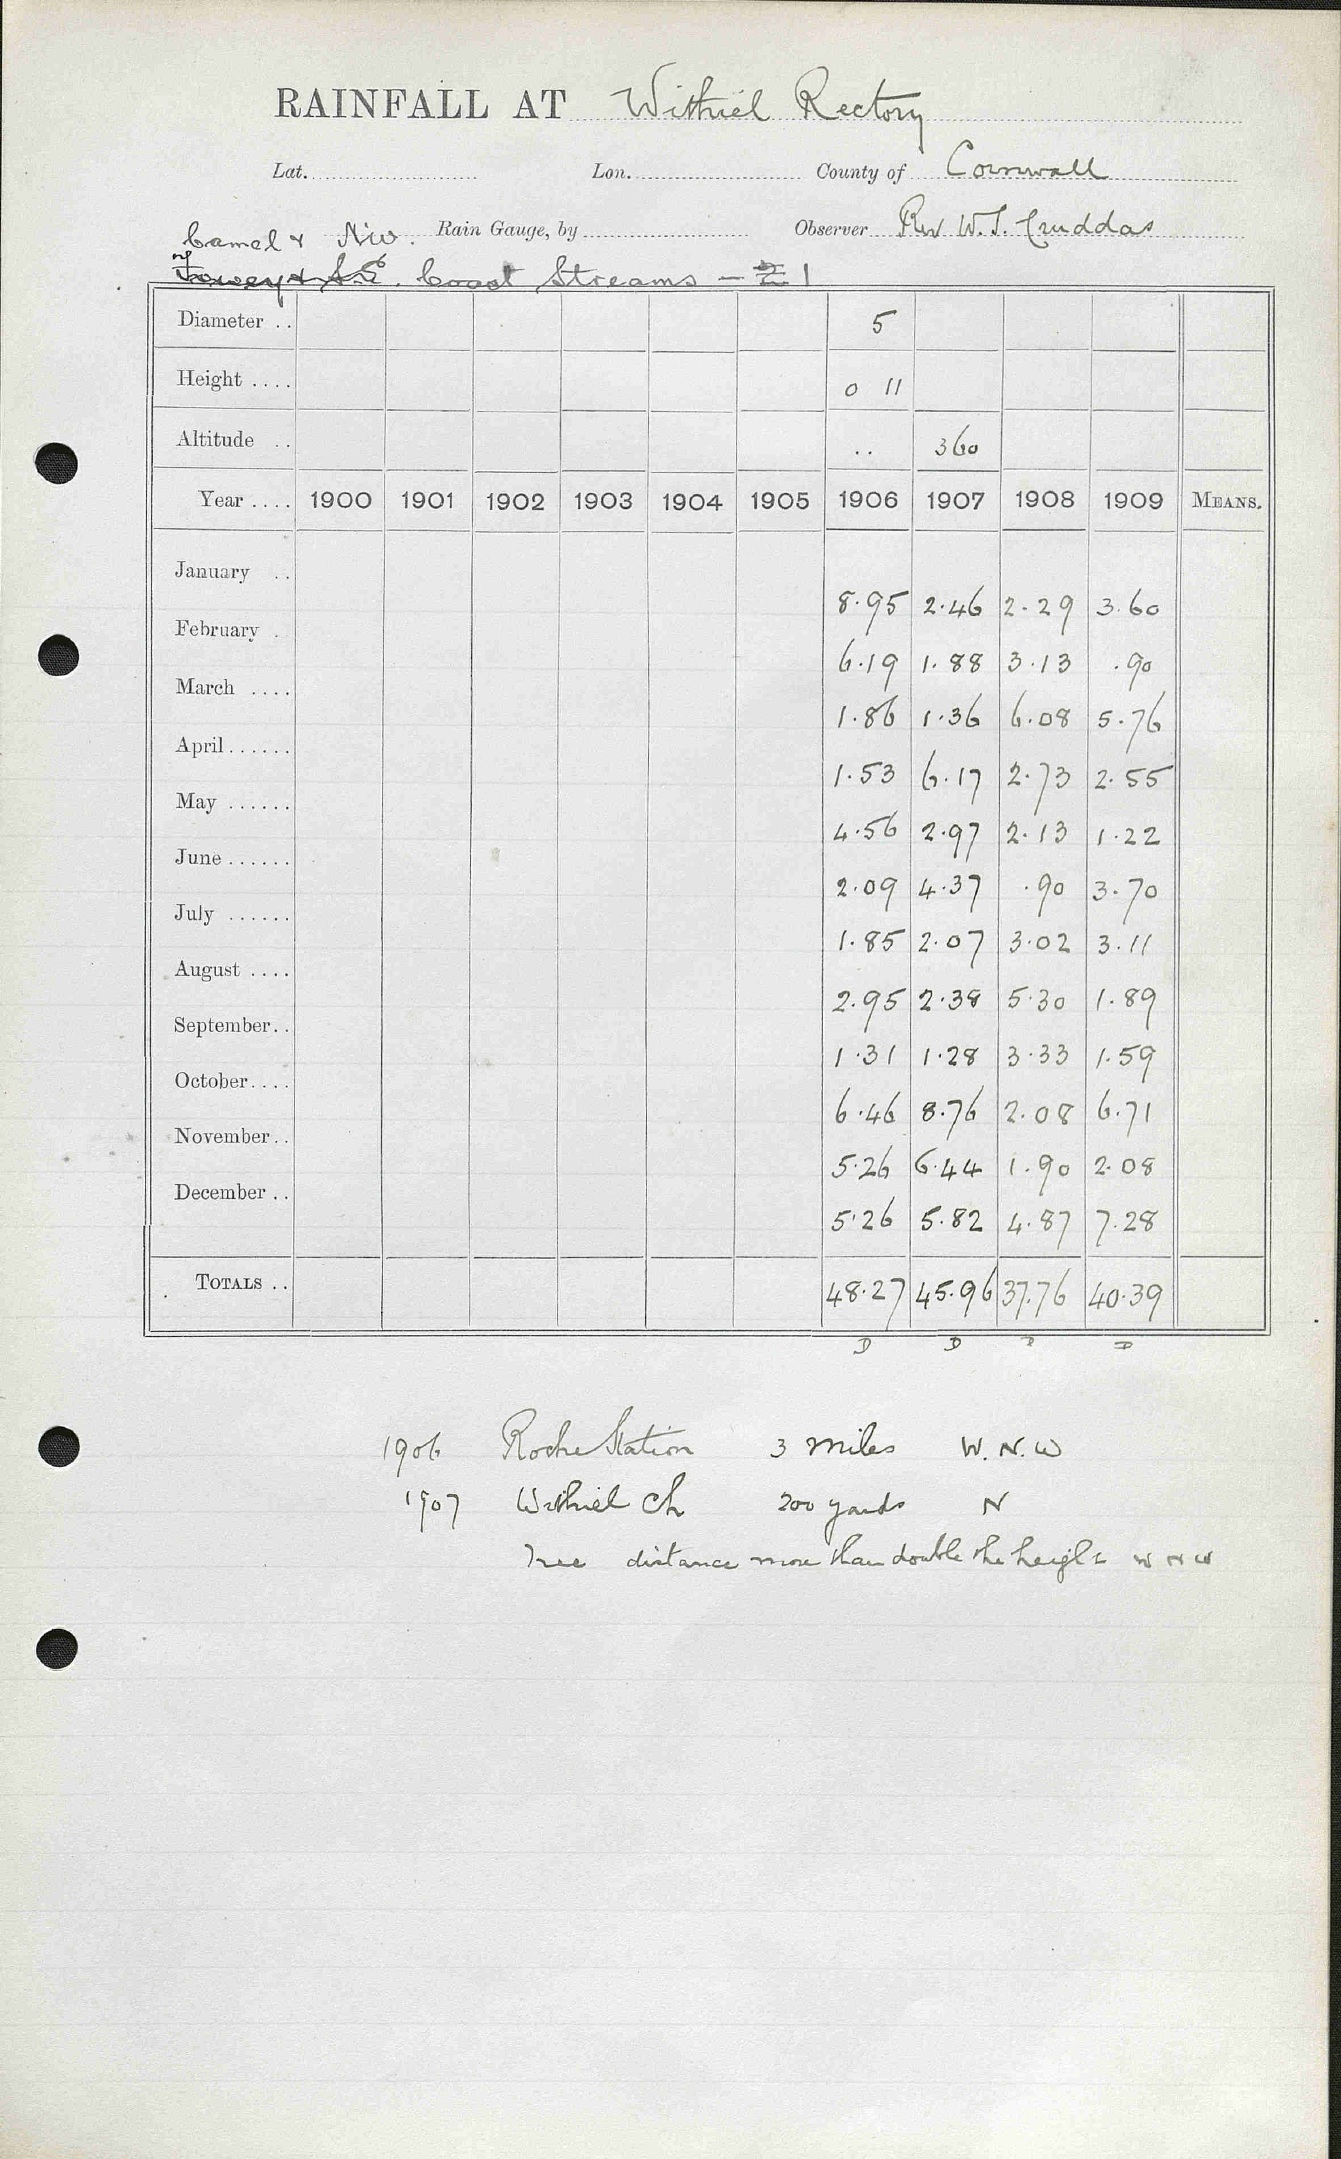 RAINFALL AT Withiel Rectory
Lat. Lon. County of Cornwall
Camel & N.W. Rain Gauge, by Observer Rev W. S. Cruddas
Fowey & S.E. Coast Streams — 2 1
Diameter .. 5
Height .... 0 11
Altitude .. .. 360
Year .... 1900 1901 1902 1903 1904 1905 1906 1907 1908 1909 MEANS.
January .. 8.95 2.46 2.29 3.60
February . 6.19 1.88 3.13 .90
March .... 1.86 1.36 6.08 5.76
April ...... 1.53 6.17 2.73 2.55
May ...... 4.56 2.97 2.13 1.22
June ...... 2.09 4.37 .90 3.70
July ...... 1.85 2.07 3.02 3.11
August .... 2.95 2.38 5.30 1.89
September.. 1.31 1.28 3.33 1.59
October.... 6.46 8.76 2.08 6.71
November.. 5.26 6.44 1.90 2.08
December .. 5.26 5.82 4.87 7.28
TOTALS .. 48.27 45.96 37.76 40.39
D D D D
1906 Roche Station 3 miles W.N.W
1907 Withiel Ch 200 yards N
Tree distance more than double the height W N W